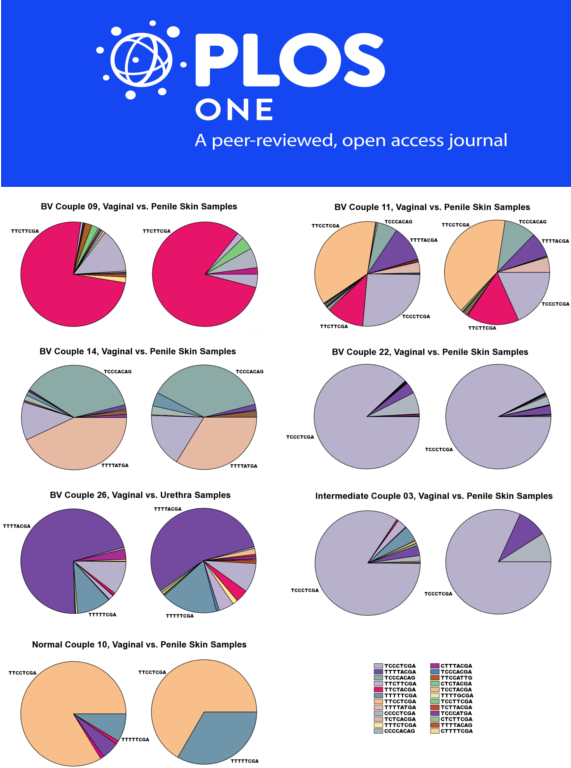 PLOS
ONE
A peer-reviewed, open access journal
BV Couple 09, Vaginal vs. Penile Skin Samples
TTCTTCGA
TTCTTCGA
BV Couple 11, Vaginal vs. Penile Skin Samples
TTCCTCGA
TCCCACAG
TTTTACGA
TCCCTCGA
TTCTTCGA
TTCCTCGA
TCCCACAG
TTTTACGA
TCCCTCGA
TTCTTCGA
BV Couple 14, Vaginal vs. Penile Skin Samples
TCCCACAG
TTTTATGA
TCCCACAG
TTTTATGA
BV Couple 22, Vaginal vs. Penile Skin Samples
TCCCTCGA
TCCCTCGA
BV Couple 26, Vaginal vs. Urethra Samples
TTTTACGA
TTTTTCGA
TTTTACGA
TTTTTCGA
Intermediate Couple 03, Vaginal vs. Penile Skin Samples
TCCCTCGA
TCCCTCGA
Normal Couple 10, Vaginal vs. Penile Skin Samples
TTCCTCGA
TTTTTCGA
TTCCTCGA
TTTTTCGA
TCCCTCGA
TTTTACGA
TCCCACAG
TTCTTCGA
TTCTACGA
TTTTTCGA
TTCCTCGA
TTTTATGA
CCCCTCGA
TCTCACGA
TTTCTCGA
CCCCACAG
CTTTACGA
TCCCACGA
TTCCATTG
CTCTACGA
TCCTACGA
TTTTGCGA
TCCTTCGA
TCTTACGA
TCCCATGA
CTCTTCGA
TTTTACAG
CTTTTCGA